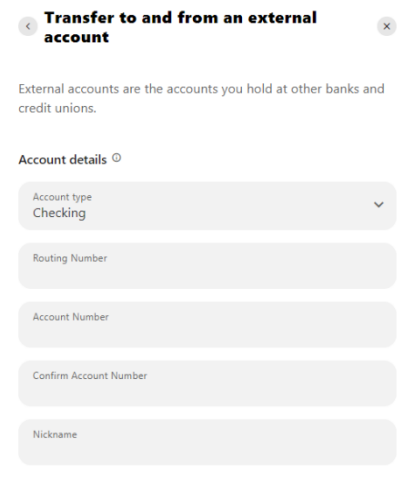 Transfer to and from an external
account
External accounts are the accounts you hold at other banks and
credit unions.
Account details
Account type
Checking
Routing Number
Account Number
Confirm Account Number
Nickname